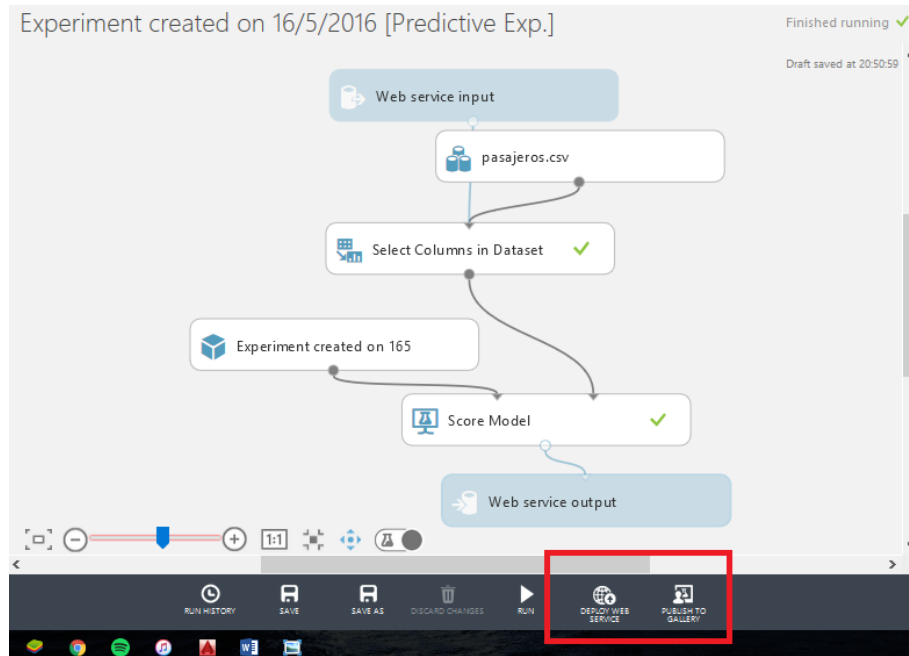 Experiment created on 16/5/2016 [Predictive Exp.]
Finished running
Draft saved at 20:50:59
Web service input
pasajeros.csv
Select Columns in Dataset
Experiment created on 165
Score Model
Web service output
1:1
RUN HISTORY
SAVE
SAVE AS
DISCARD CHANGES
RUN
DEPLOY WEB
SERVICE
PUBLISH TO
GALLERY